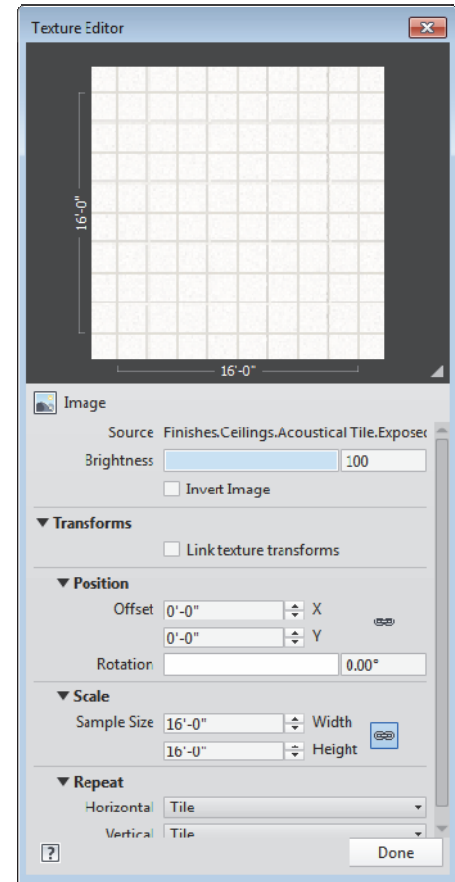 Texture Editor
16'-0"
16'-0"
Image
Source Finishes.Ceilings.Acoustical Tile.Exposed
Brightness 100
Invert Image
Transforms
Link texture transforms
Position
Offset 0'-0" X
0'-0" Y
Rotation 0.00°
Scale
Sample Size 16'-0" Width
16'-0" Height
Repeat
Horizontal Tile
Vertical Tile
? Done